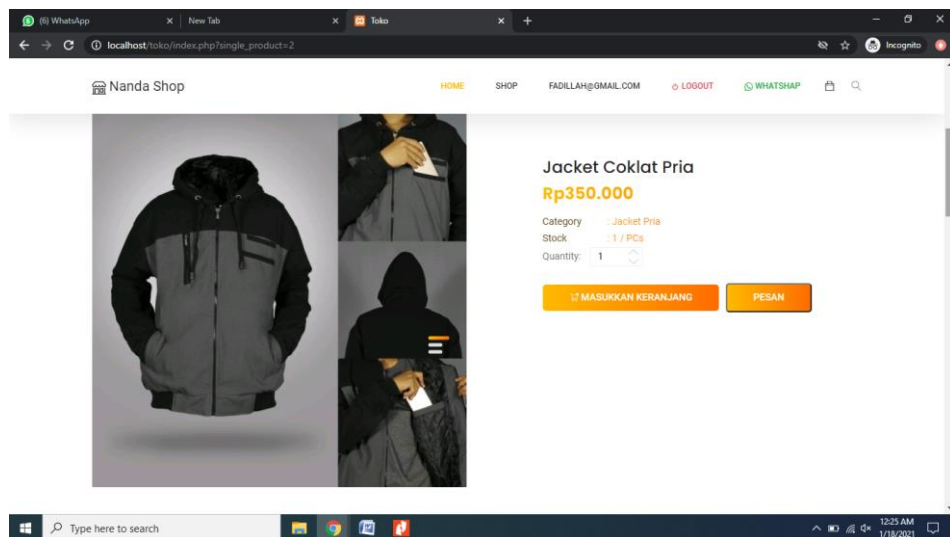 (6) WhatsApp
New Tab
Toko
localhost/toko/index.php?single_product=2
Incognito
Nanda Shop
HOME
SHOP
FADILLAH@GMAIL.COM
LOGOUT
WHATSHAP
Jacket Coklat Pria
Rp350.000
Category : Jacket Pria
Stock : 1 / PCs
Quantity: 1
MASUKKAN KERANJANG
PESAN
Type here to search
12:25 AM
1/18/2021